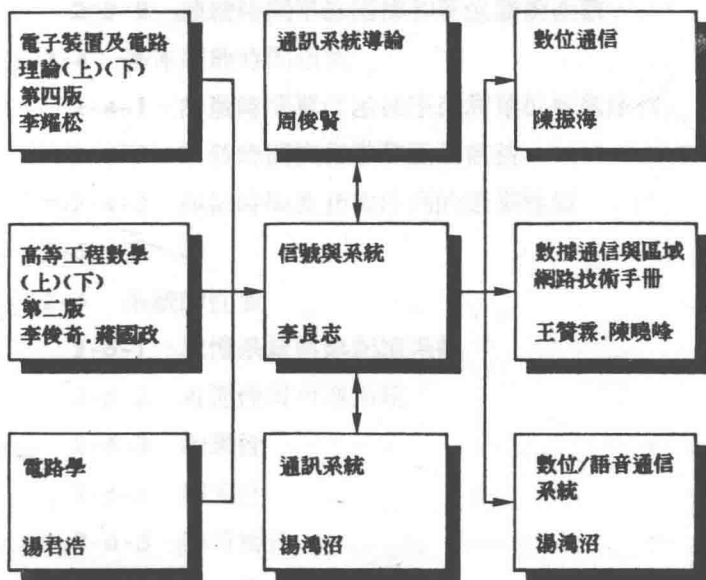 電子裝置及電路
理論(上)(下)
第四版
李耀松
通訊系統導論
周俊賢
數位通信
陳振海
高等工程數學
(上)(下)
第二版
李俊奇.蔣國政
信號與系統
李良志
數據通信與區域
網路技術手冊
王贊霖.陳曉峰
電路學
湯君浩
通訊系統
湯鴻沼
數位/語音通信
系統
湯鴻沼